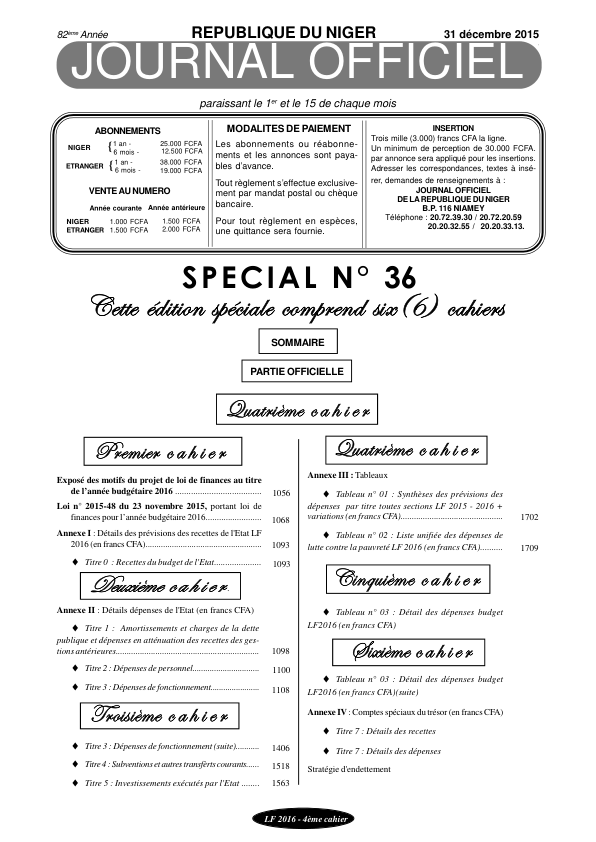 82ème Année
REPUBLIQUE DU NIGER
31 décembre 2015
JOURNAL OFFICIEL
paraissant le 1er et le 15 de chaque mois
ABONNEMENTS
NIGER { 1 an - 25.000 FCFA
6 mois - 12.500 FCFA
ETRANGER { 1 an - 38.000 FCFA
6 mois - 19.000 FCFA
VENTE AU NUMERO
Année courante Année antérieure
NIGER 1.000 FCFA 1.500 FCFA
ETRANGER 1.500 FCFA 2.000 FCFA
MODALITES DE PAIEMENT
Les abonnements ou réabonne-
ments et les annonces sont paya-
bles d'avance.
Tout règlement s'effectue exclusive-
ment par mandat postal ou chèque
bancaire.
Pour tout règlement en espèces,
une quittance sera fournie.
INSERTION
Trois mille (3.000) francs CFA la ligne.
Un minimum de perception de 30.000 FCFA.
par annonce sera appliqué pour les insertions.
Adresser les correspondances, textes à insé-
rer, demandes de renseignements à :
JOURNAL OFFICIEL
DE LA REPUBLIQUE DU NIGER
B.P. 116 NIAMEY
Téléphone : 20.72.39.30 / 20.72.20.59
20.20.32.55 / 20.20.33.13.
SPECIAL N° 36
Cette édition spéciale comprend six (6) cahiers
SOMMAIRE
PARTIE OFFICIELLE
Quatrième cahier
Premier cahier
Exposé des motifs du projet de loi de finances au titre
de l'année budgétaire 2016 .................................... 1056
Loi n° 2015-48 du 23 novembre 2015, portant loi de
finances pour l'année budgétaire 2016....................... 1068
Annexe I : Détails des prévisions des recettes de l'Etat LF
2016 (en francs CFA)................................................ 1093
♦ Titre 0 : Recettes du budget de l'Etat.................... 1093
Deuxième cahier
Annexe II : Détails dépenses de l'Etat (en francs CFA)
♦ Titre 1 : Amortissements et charges de la dette
publique et dépenses en atténuation des recettes des ges-
tions antérieures............................................................ 1098
♦ Titre 2 : Dépenses de personnel............................ 1100
♦ Titre 3 : Dépenses de fonctionnement.................... 1108
Troisième cahier
♦ Titre 3 : Dépenses de fonctionnement (suite).......... 1406
♦ Titre 4 : Subventions et autres transferts courants...... 1518
♦ Titre 5 : Investissements exécutés par l'Etat ........ 1563
Quatrième cahier
Annexe III : Tableaux
♦ Tableau n° 01 : Synthèses des prévisions des
dépenses par titre toutes sections LF 2015 - 2016 +
variations (en francs CFA)........................................... 1702
♦ Tableau n° 02 : Liste unifiée des dépenses de
lutte contre la pauvreté LF 2016 (en francs CFA).......... 1709
Cinquième cahier
♦ Tableau n° 03 : Détail des dépenses budget
LF2016 (en francs CFA)
Sixième cahier
♦ Tableau n° 03 : Détail des dépenses budget
LF2016 (en francs CFA)(suite)
Annexe IV : Comptes spéciaux du trésor (en francs CFA)
♦ Titre 7 : Détails des recettes
♦ Titre 7 : Détails des dépenses
Stratégie d'endettement
LF 2016 - 4ème cahier